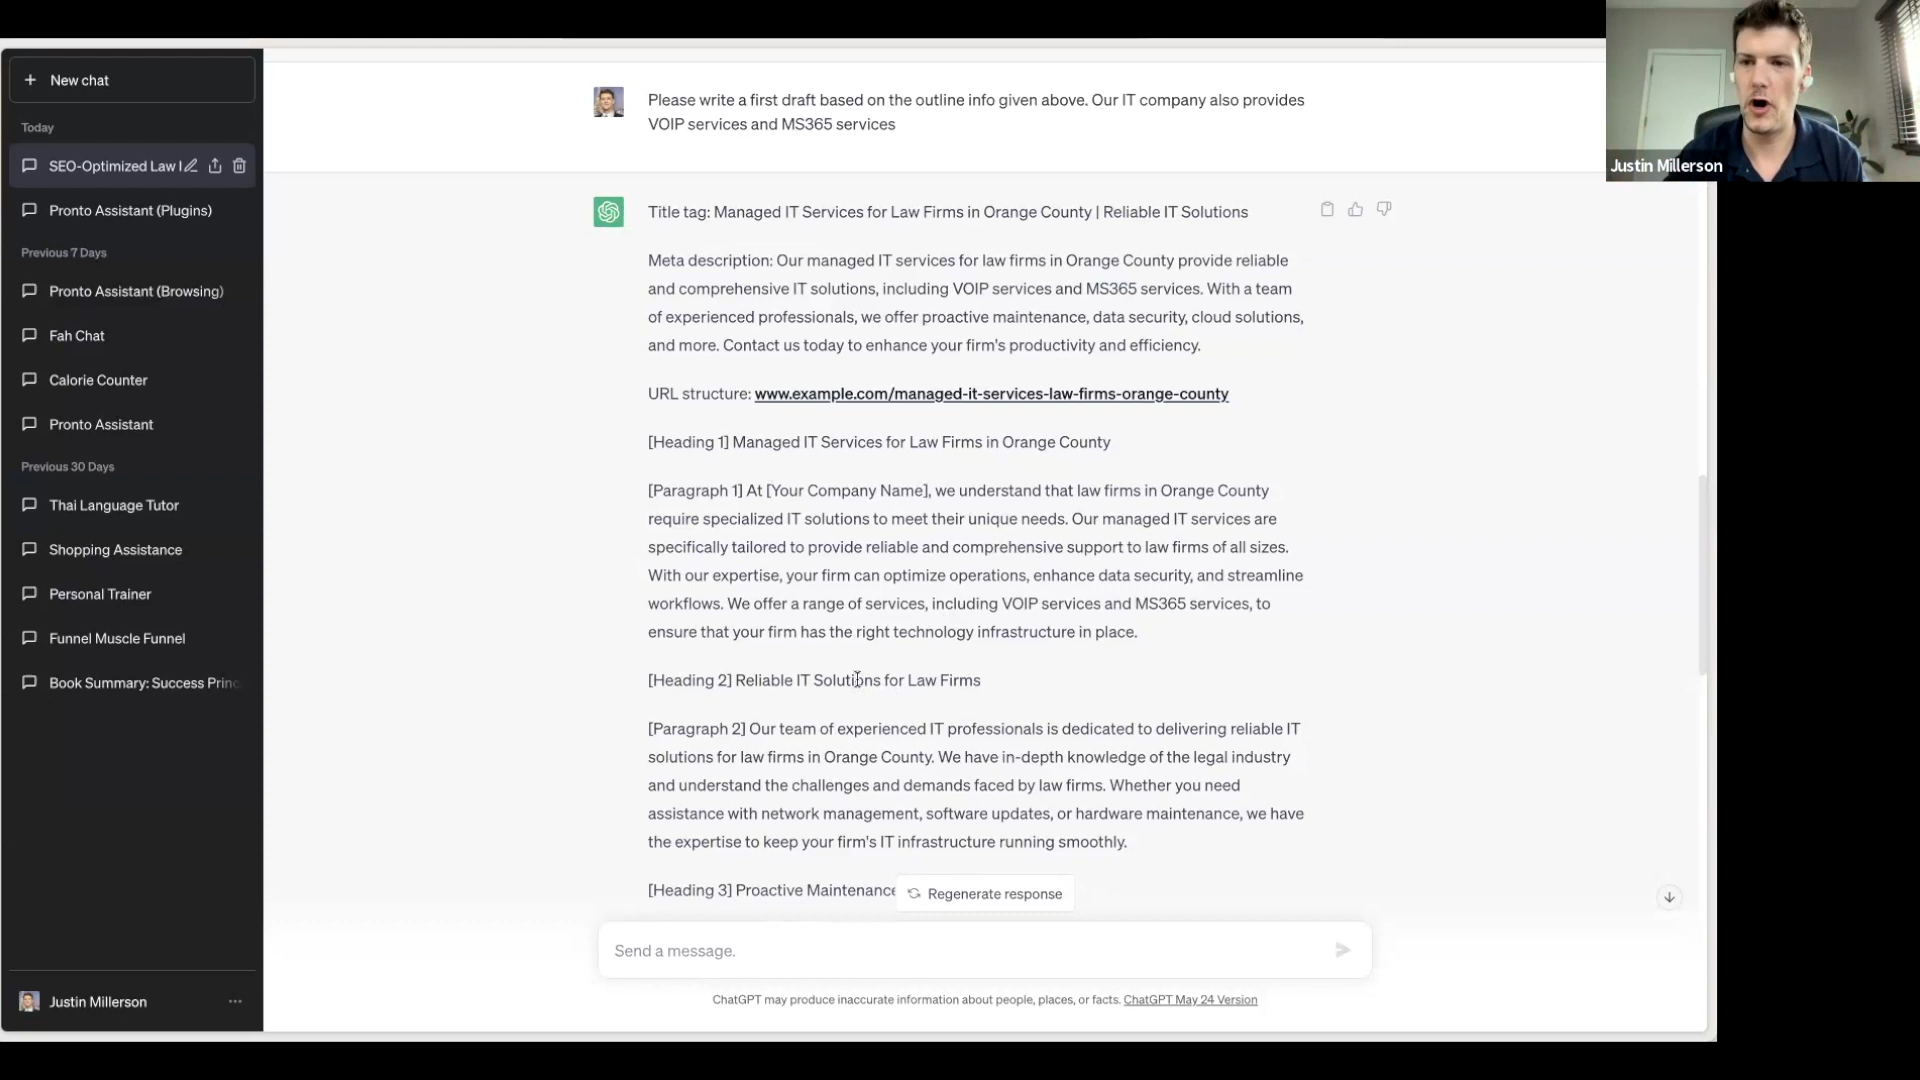 New chat
Today
SEO-Optimized Law
Pronto Assistant (Plugins)
Previous 7 Days
Pronto Assistant (Browsing)
Fah Chat
Calorie Counter
Pronto Assistant
Previous 30 Days
Thai Language Tutor
Shopping Assistance
Personal Trainer
Funnel Muscle Funnel
Book Summary: Success Princ
Justin Millerson
Please write a first draft based on the outline info given above. Our IT company also provides
VOIP services and MS365 services
Title tag: Managed IT Services for Law Firms in Orange County | Reliable IT Solutions
Meta description: Our managed IT services for law firms in Orange County provide reliable
and comprehensive IT solutions, including VOIP services and MS365 services. With a team
of experienced professionals, we offer proactive maintenance, data security, cloud solutions,
and more. Contact us today to enhance your firm's productivity and efficiency.
URL structure: www.example.com/managed-it-services-law-firms-orange-county
[Heading 1] Managed IT Services for Law Firms in Orange County
[Paragraph 1] At [Your Company Name], we understand that law firms in Orange County
require specialized IT solutions to meet their unique needs. Our managed IT services are
specifically tailored to provide reliable and comprehensive support to law firms of all sizes.
With our expertise, your firm can optimize operations, enhance data security, and streamline
workflows. We offer a range of services, including VOIP services and MS365 services, to
ensure that your firm has the right technology infrastructure in place.
[Heading 2] Reliable IT Solutions for Law Firms
[Paragraph 2] Our team of experienced IT professionals is dedicated to delivering reliable IT
solutions for law firms in Orange County. We have in-depth knowledge of the legal industry
and understand the challenges and demands faced by law firms. Whether you need
assistance with network management, software updates, or hardware maintenance, we have
the expertise to keep your firm's IT infrastructure running smoothly.
[Heading 3] Proactive Maintenance
Regenerate response
Send a message.
ChatGPT may produce inaccurate information about people, places, or facts. ChatGPT May 24 Version
Justin Millerson